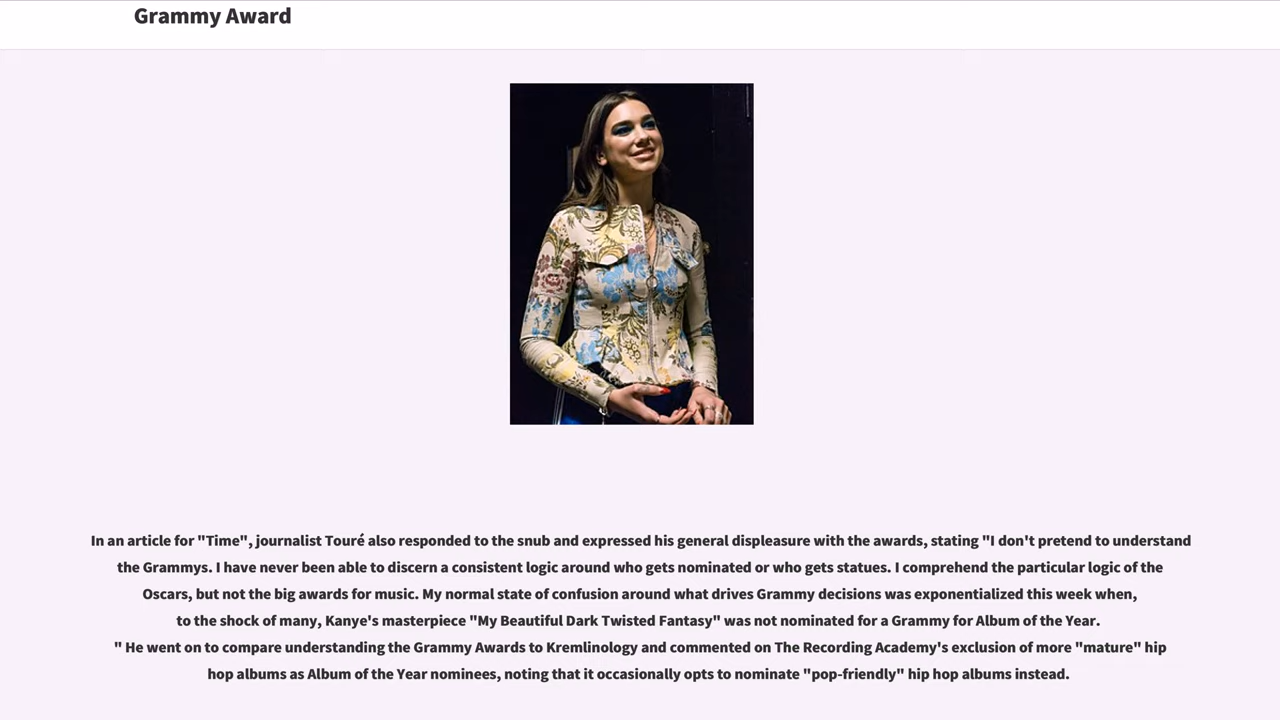 Grammy Award
In an article for "Time", journalist Touré also responded to the snub and expressed his general displeasure with the awards, stating "I don't pretend to understand
the Grammys. I have never been able to discern a consistent logic around who gets nominated or who gets statues. I comprehend the particular logic of the
Oscars, but not the big awards for music. My normal state of confusion around what drives Grammy decisions was exponentialized this week when,
to the shock of many, Kanye's masterpiece "My Beautiful Dark Twisted Fantasy" was not nominated for a Grammy for Album of the Year.
" He went on to compare understanding the Grammy Awards to Kremlinology and commented on The Recording Academy's exclusion of more "mature" hip
hop albums as Album of the Year nominees, noting that it occasionally opts to nominate "pop-friendly" hip hop albums instead.